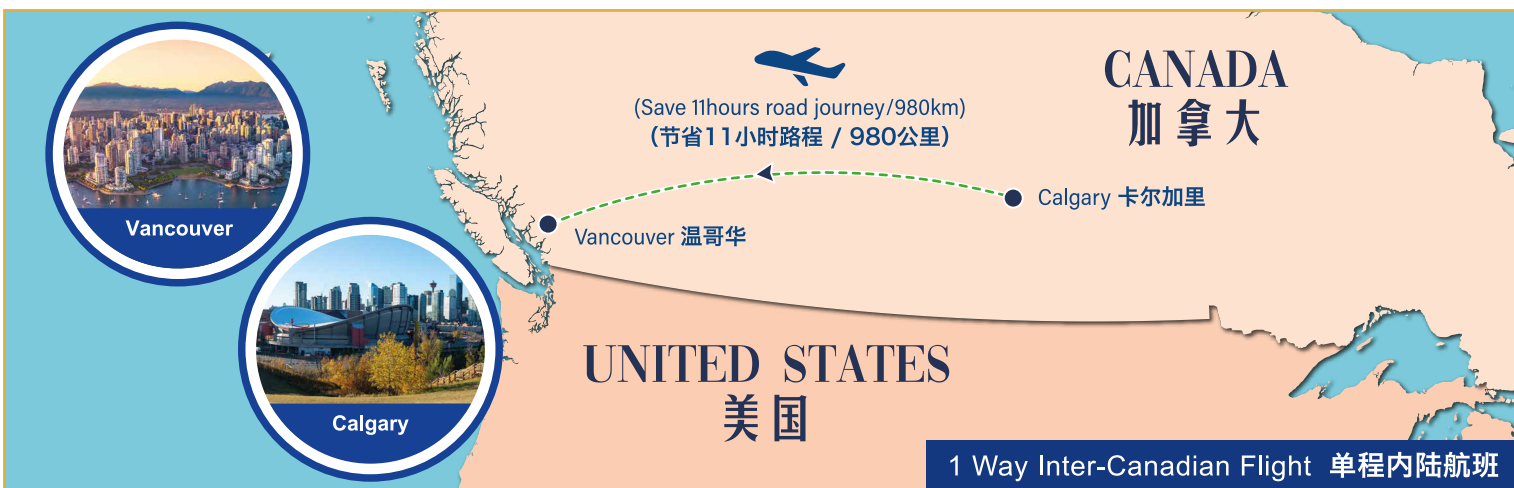 Vancouver
Calgary
(Save 11hours road journey/980km)
（节省11小时路程 / 980公里）
CANADA
加拿大
Calgary 卡尔加里
Vancouver 温哥华
UNITED STATES
美国
1 Way Inter-Canadian Flight 单程内陆航班